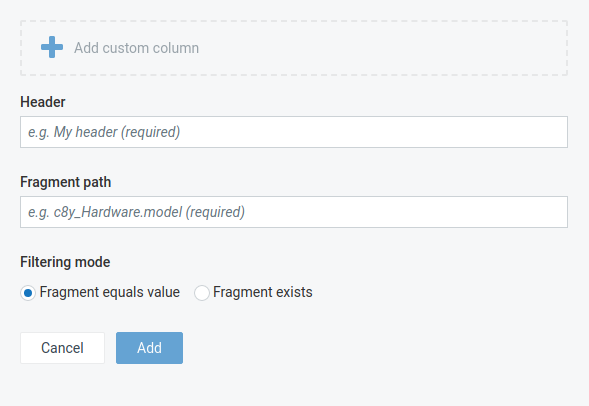 Add custom column
Header
e.g. My header (required)
Fragment path
e.g. c8y_Hardware.model (required)
Filtering mode
Fragment equals value Fragment exists
Cancel Add